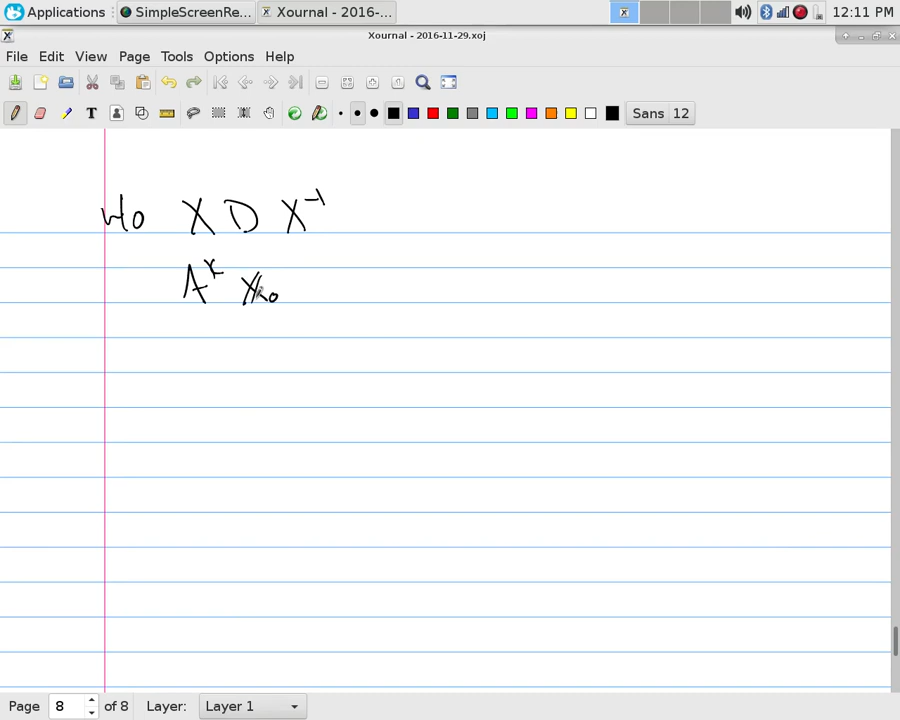 Applications SimpleScreenRe... Xournal - 2016-... 12:11 PM
Xournal - 2016-11-29.xoj
File Edit View Page Tools Options Help
T Sans 12
w/o X D X⁻¹
Aᵏ x₀
Page 8 of 8 Layer: Layer 1